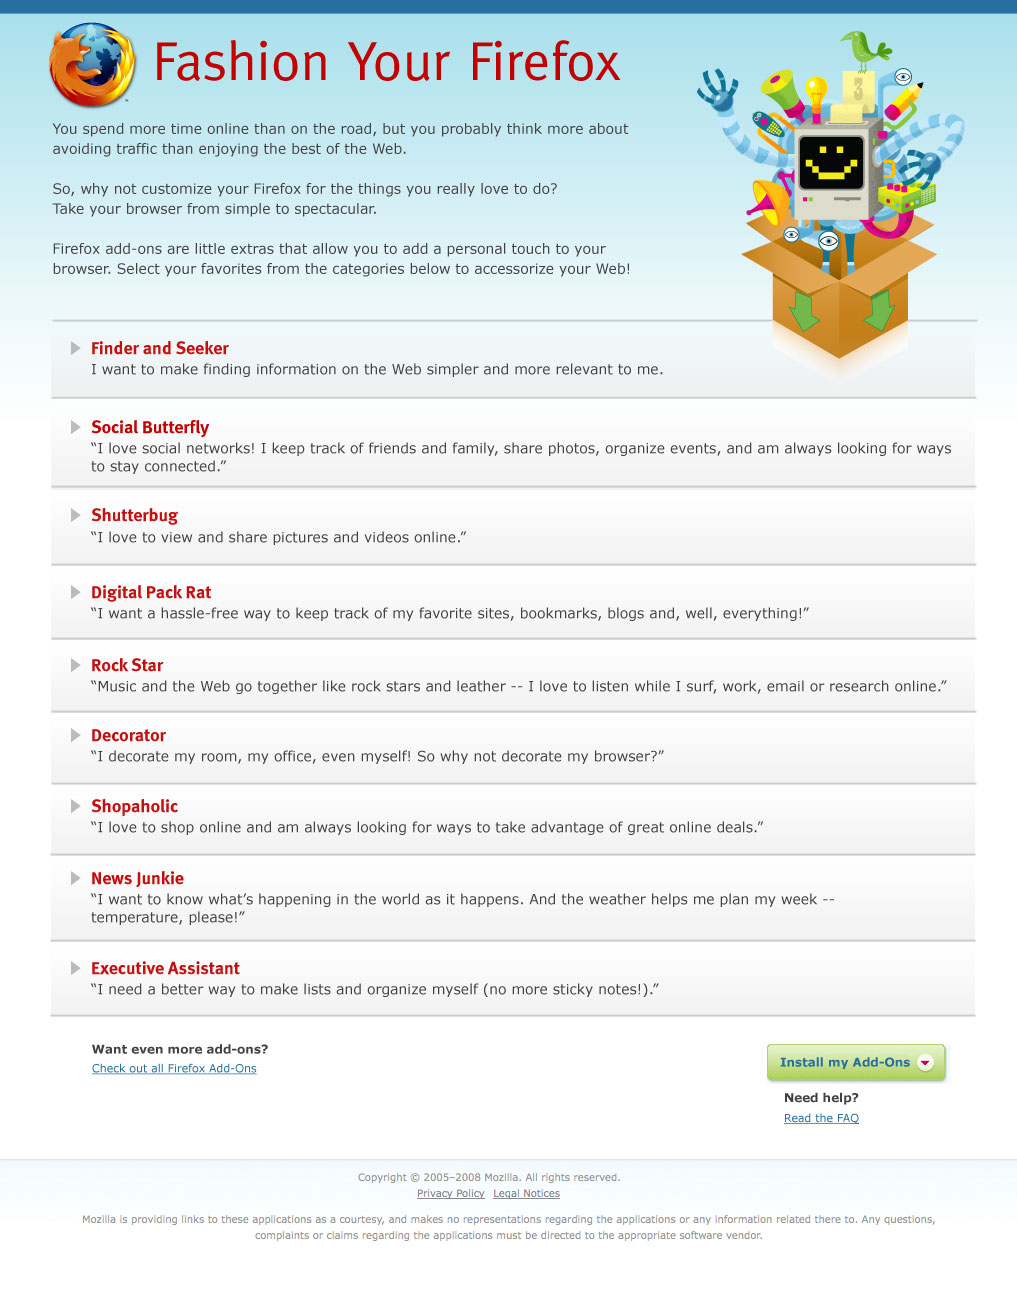 Fashion Your Firefox
You spend more time online than on the road, but you probably think more about
avoiding traffic than enjoying the best of the Web.
So, why not customize your Firefox for the things you really love to do?
Take your browser from simple to spectacular.
Firefox add-ons are little extras that allow you to add a personal touch to your
browser. Select your favorites from the categories below to accessorize your Web!
3
Finder and Seeker
I want to make finding information on the Web simpler and more relevant to me.
Social Butterfly
“I love social networks! I keep track of friends and family, share photos, organize events, and am always looking for ways
to stay connected.”
Shutterbug
“I love to view and share pictures and videos online.”
Digital Pack Rat
“I want a hassle-free way to keep track of my favorite sites, bookmarks, blogs and, well, everything!”
Rock Star
“Music and the Web go together like rock stars and leather -- I love to listen while I surf, work, email or research online.”
Decorator
“I decorate my room, my office, even myself! So why not decorate my browser?”
Shopaholic
“I love to shop online and am always looking for ways to take advantage of great online deals.”
News Junkie
“I want to know what’s happening in the world as it happens. And the weather helps me plan my week --
temperature, please!”
Executive Assistant
“I need a better way to make lists and organize myself (no more sticky notes!).”
Want even more add-ons?
Check out all Firefox Add-Ons
Install my Add-Ons
Need help?
Read the FAQ
Copyright © 2005–2008 Mozilla. All rights reserved.
Privacy Policy Legal Notices
Mozilla is providing links to these applications as a courtesy, and makes no representations regarding the applications or any information related there to. Any questions,
complaints or claims regarding the applications must be directed to the appropriate software vendor.